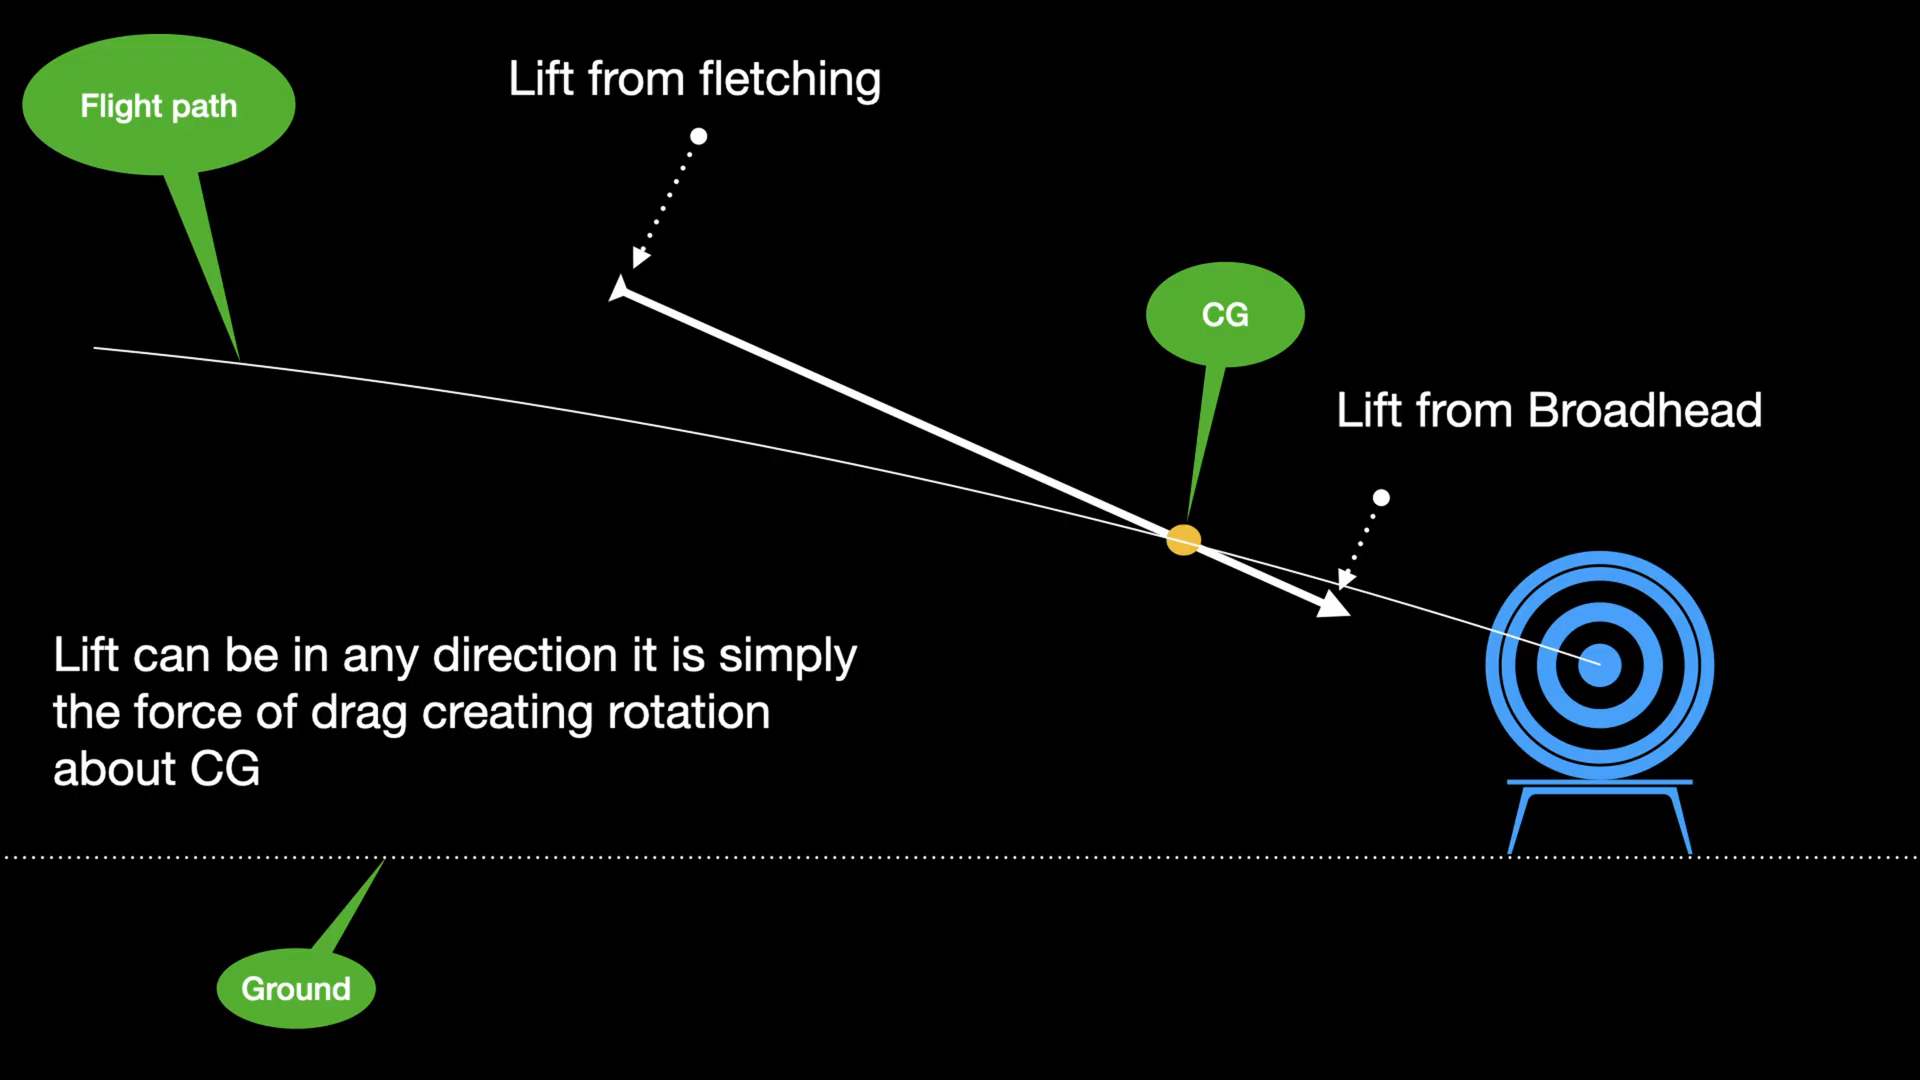 Flight path
Lift from fletching
CG
Lift from Broadhead
Lift can be in any direction it is simply
the force of drag creating rotation
about CG
Ground